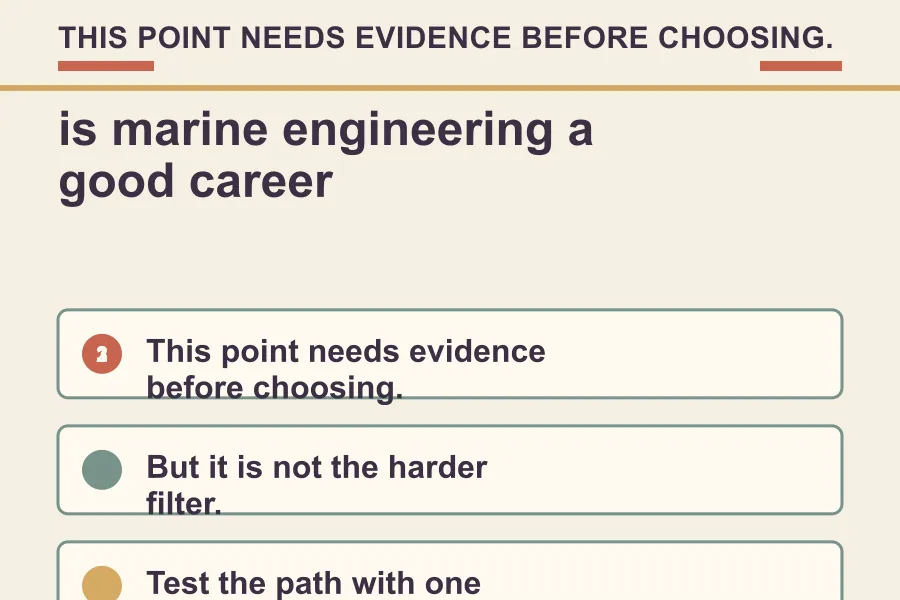 THIS POINT NEEDS EVIDENCE BEFORE CHOOSING.
is marine engineering a
good career
This point needs evidence
before choosing.
But it is not the harder
filter.
Test the path with one